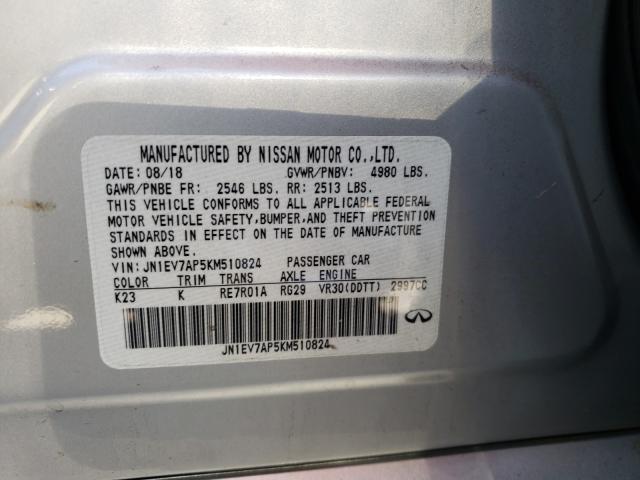 MANUFACTURED BY NISSAN MOTOR CO.,LTD.
DATE: 08/18 GVWR/PNBV: 4980 LBS.
GAWR/PNBE FR: 2546 LBS. RR: 2513 LBS.
THIS VEHICLE CONFORMS TO ALL APPLICABLE FEDERAL
MOTOR VEHICLE SAFETY, BUMPER, AND THEFT PREVENTION
STANDARDS IN EFFECT ON THE DATE OF MANUFACTURE
SHOWN ABOVE.
VIN: JN1EV7AP5KM510824 PASSENGER CAR
COLOR TRIM TRANS AXLE ENGINE
K23 K RE7R01A RG29 VR30(DDTT) 2997CC
JN1EV7AP5KM510824